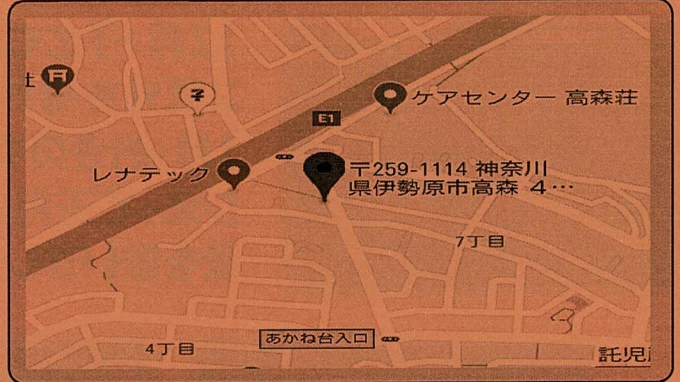 ケアセンター 高森荘
E1
レナテック
〒259-1114 神奈川
県伊勢原市高森 4…
7丁目
あかね台入口
4丁目
託児